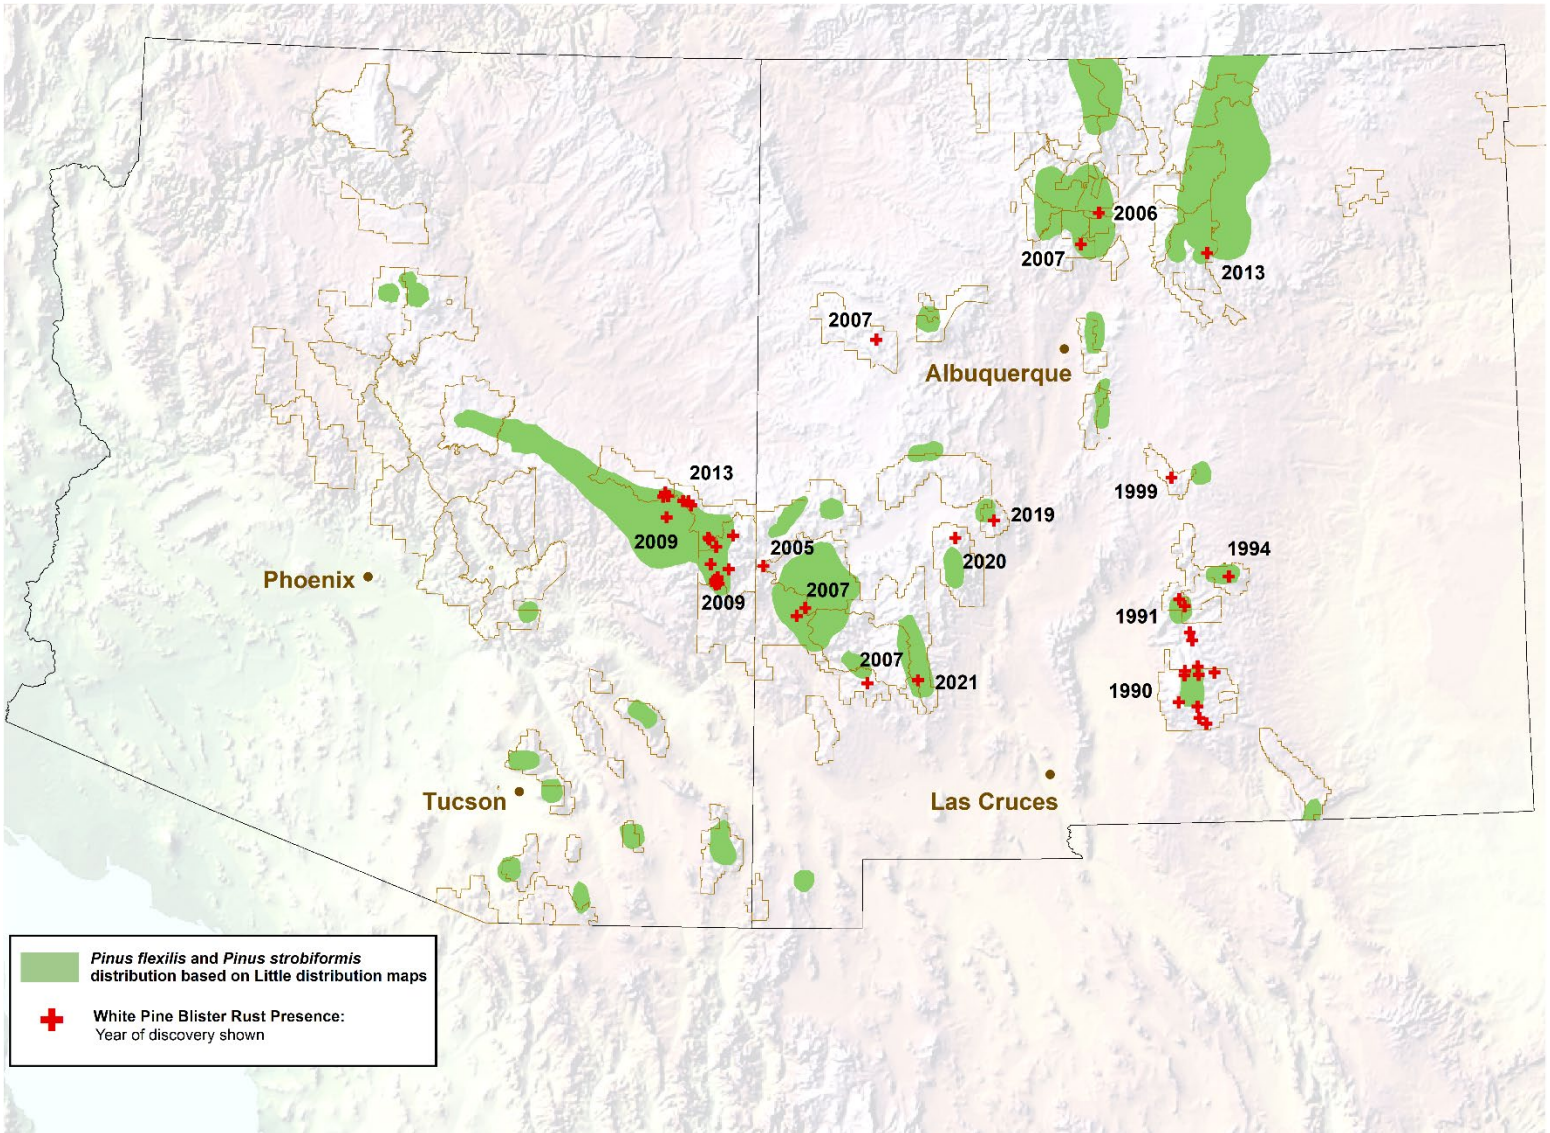 2006
2007
2013
2007
Albuquerque
2013
1999
2019
2009
2005
2020
1994
Phoenix
2009
2007
1991
2007
2021
1990
Tucson
Las Cruces
Pinus flexilis and Pinus strobiformis
distribution based on Little distribution maps
White Pine Blister Rust Presence:
Year of discovery shown